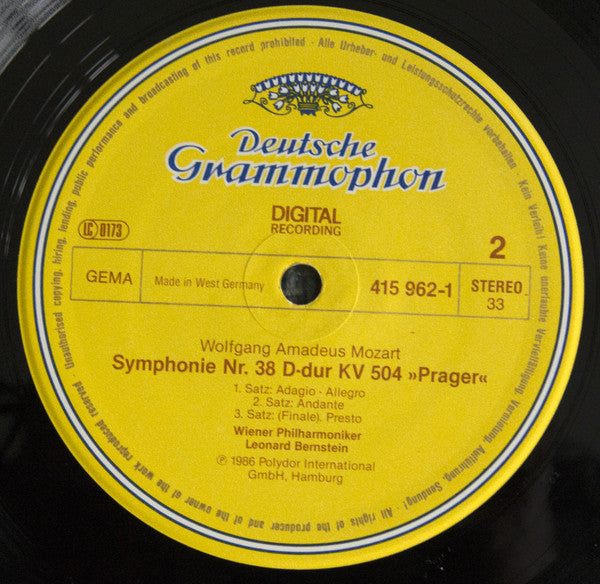 Unauthorised copying, hiring, lending, public performance and broadcasting of this record prohibited · Alle Urheber- und Leistungsschutzrechte vorbehalten · Kein Verleih! Keine unerlaubte Vervielfältigung, Vermietung, Aufführung, Sendung! · All rights of the producer and of the owner of the work reproduced reserved ·
Deutsche
Grammophon
DIGITAL
RECORDING
LC 0173
2
GEMA
Made in West Germany
415 962-1
STEREO
33
Wolfgang Amadeus Mozart
Symphonie Nr. 38 D-dur KV 504 »Prager«
1. Satz: Adagio · Allegro
2. Satz: Andante
3. Satz: (Finale). Presto
Wiener Philharmoniker
Leonard Bernstein
℗ 1986 Polydor International
GmbH, Hamburg